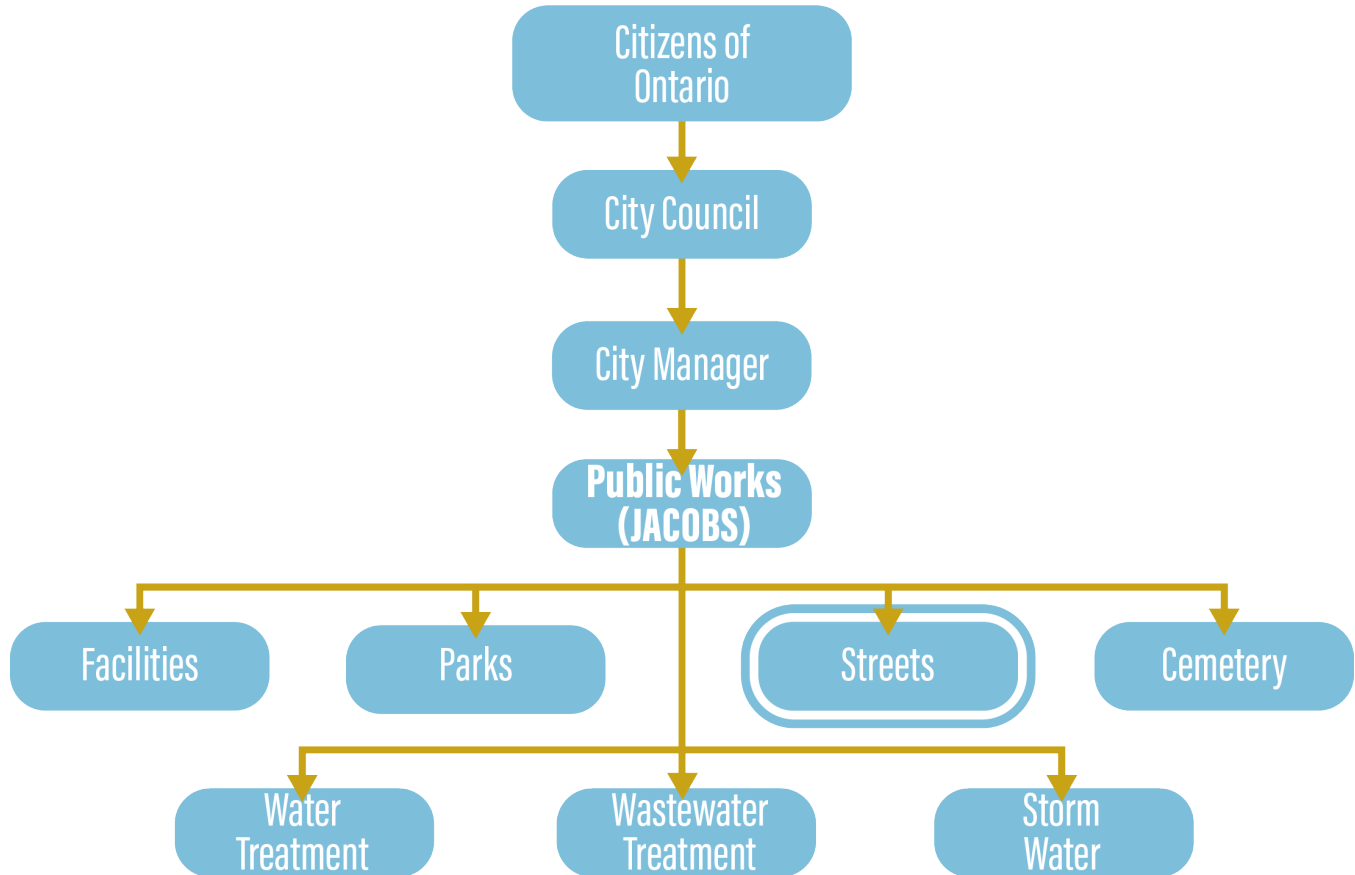 Citizens of
Ontario
City Council
City Manager
Public Works
(JACOBS)
Facilities
Parks
Streets
Cemetery
Water
Treatment
Wastewater
Treatment
Storm
Water